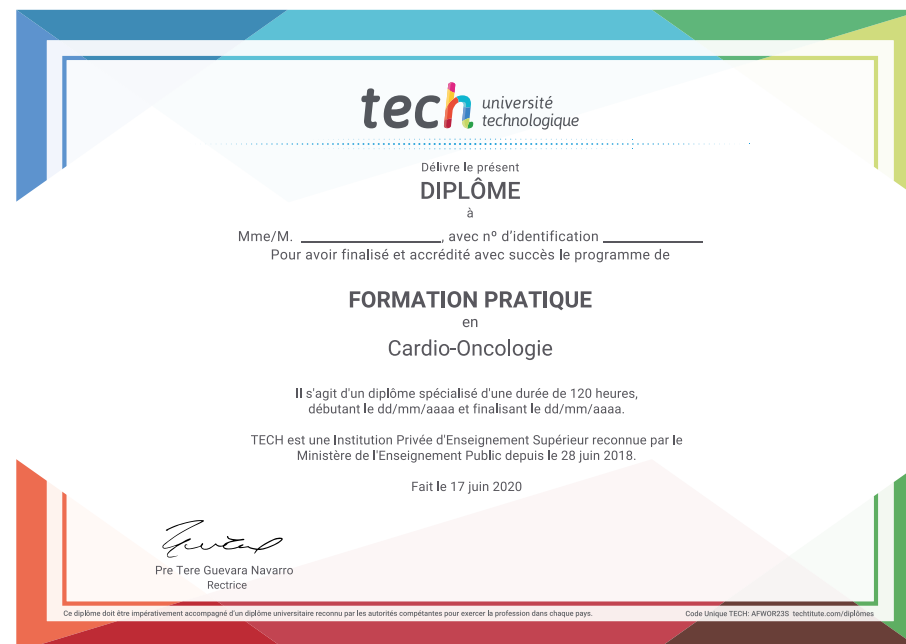 tech université
technologique
Délivre le présent
DIPLÔME
à
Mme/M. ____________________, avec nº d'identification ______________
Pour avoir finalisé et accrédité avec succès le programme de
FORMATION PRATIQUE
en
Cardio-Oncologie
Il s'agit d'un diplôme spécialisé d'une durée de 120 heures,
débutant le dd/mm/aaaa et finalisant le dd/mm/aaaa.
TECH est une Institution Privée d'Enseignement Supérieur reconnue par le
Ministère de l'Enseignement Public depuis le 28 juin 2018.
Fait le 17 juin 2020
Pre Tere Guevara Navarro
Rectrice
Ce diplôme doit être impérativement accompagné d'un diplôme universitaire reconnu par les autorités compétantes pour exercer la profession dans chaque pays.
Code Unique TECH: AFWOR23S techtitute.com/diplômes